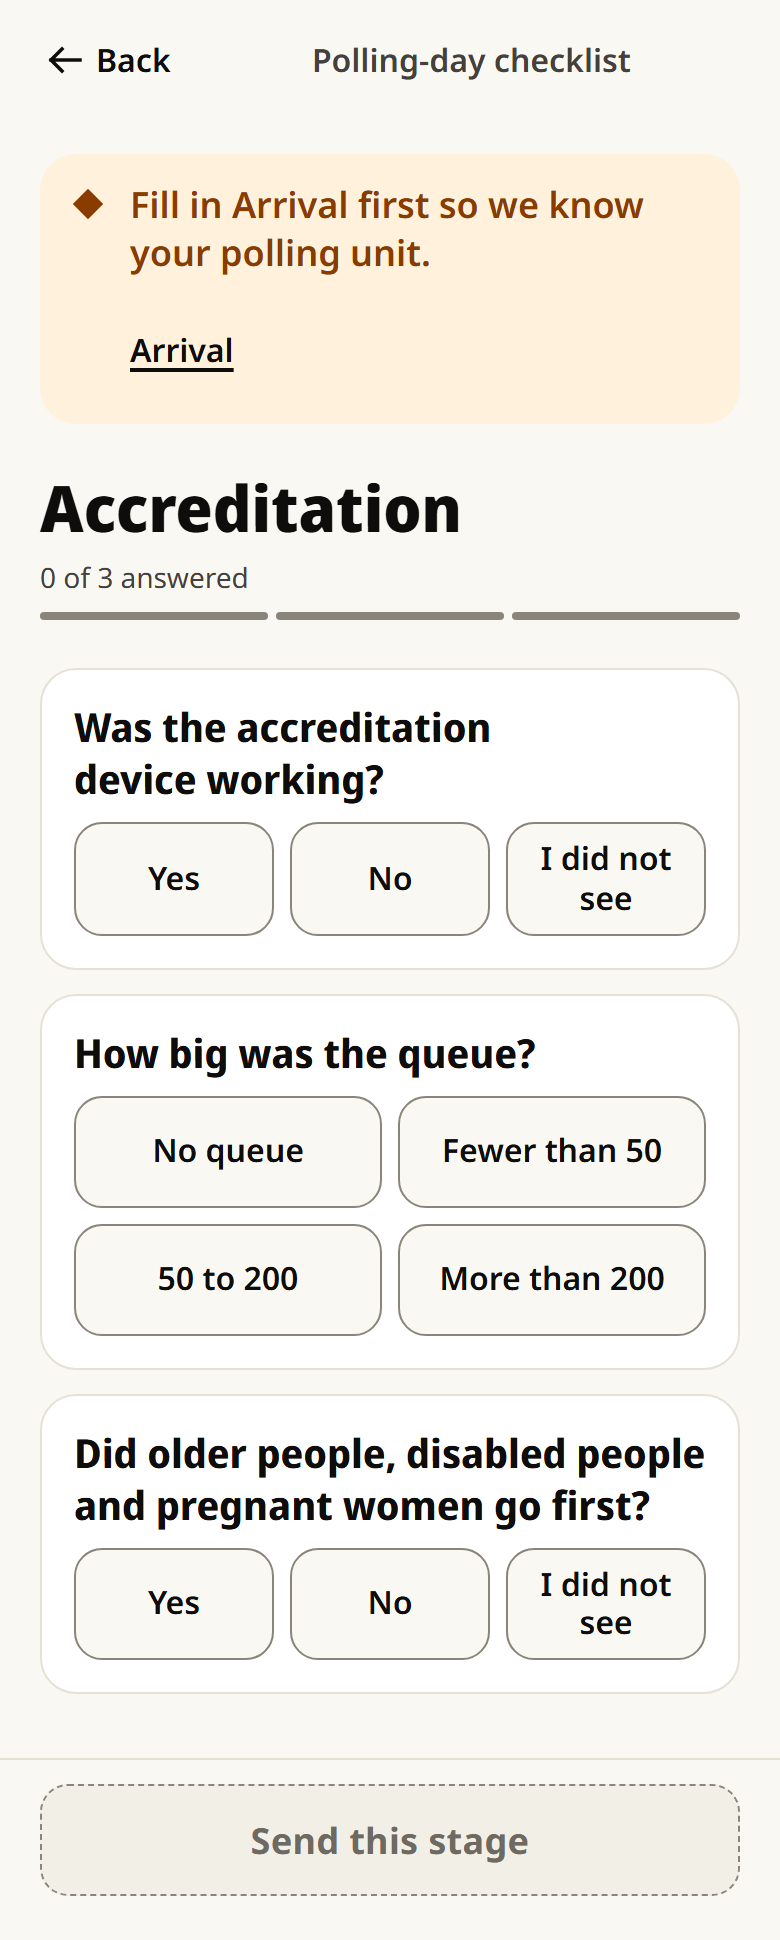 Back
Polling-day checklist
Fill in Arrival first so we know
your polling unit.
Arrival
Accreditation
0 of 3 answered
Was the accreditation
device working?
Yes
No
I did not
see
How big was the queue?
No queue
Fewer than 50
50 to 200
More than 200
Did older people, disabled people
and pregnant women go first?
Yes
No
I did not
see
Send this stage